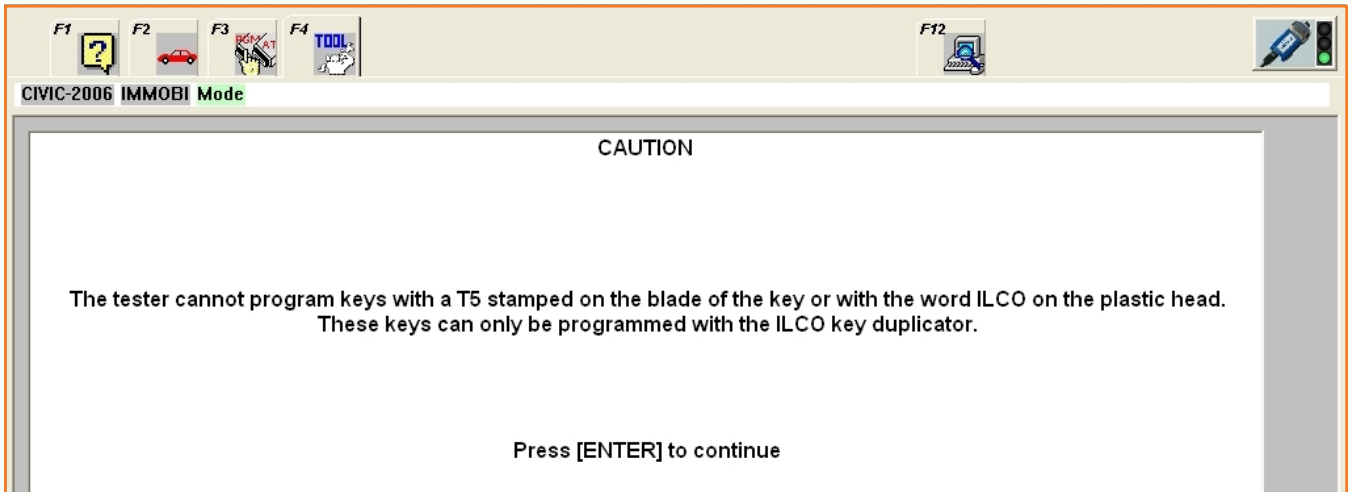 F1 F2 F3 BGM/AT F4 TOOL F12
CIVIC-2006 IMMOBI Mode
CAUTION
The tester cannot program keys with a T5 stamped on the blade of the key or with the word ILCO on the plastic head.
These keys can only be programmed with the ILCO key duplicator.
Press [ENTER] to continue